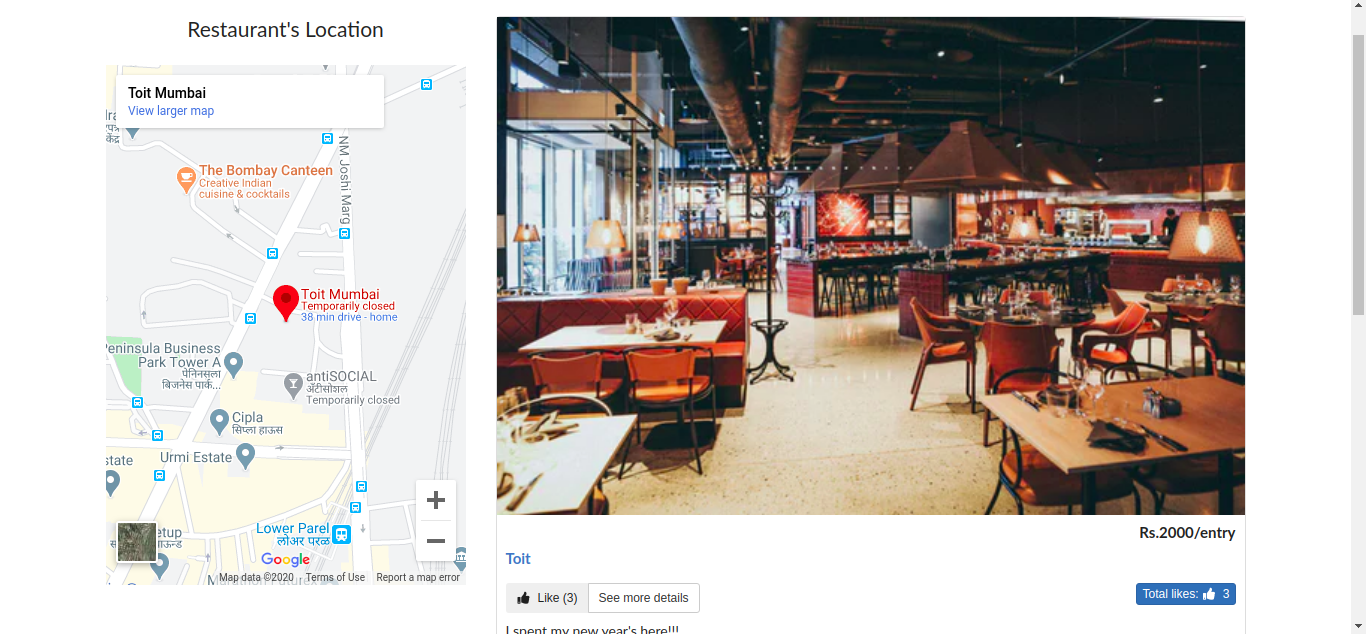 Restaurant's Location
Toit Mumbai
View larger map
NM Joshi Marg
The Bombay Canteen
Creative Indian
cuisine & cocktails
Toit Mumbai
Temporarily closed
38 min drive - home
Peninsula Business
Park Tower A
पेनिनसुला
बिजनेस पार्क...
antiSOCIAL
अँटीसोशल
Temporarily closed
Cipla
सिप्ला हाऊस
Urmi Estate
state
Lower Parel
लोअर परळ
etup
Google
Map data ©2020
Terms of Use
Report a map error
Rs.2000/entry
Toit
Like (3)
See more details
Total likes: 3
I spent my new year's here!!!